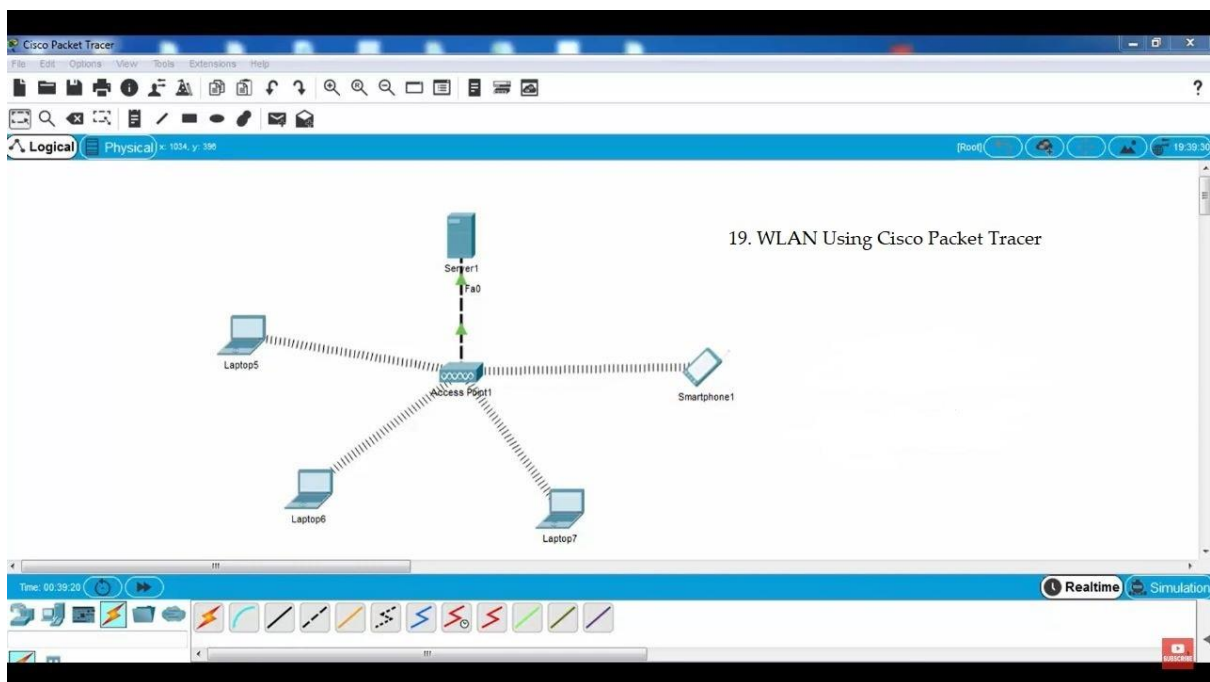 Cisco Packet Tracer
File Edit Options View Tools Extensions Help
?
Logical Physical x: 1034, y: 396 [Root] 19:39:30
19. WLAN Using Cisco Packet Tracer
Server1
Fa0
Laptop5
Access Point1
Smartphone1
Laptop6
Laptop7
Time: 00:39:20 Realtime Simulation
SUBSCRIBE